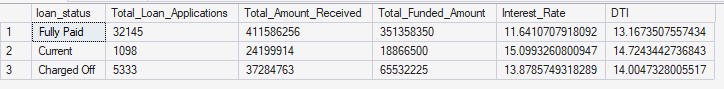 loan_status Total_Loan_Applications Total_Amount_Received Total_Funded_Amount Interest_Rate DTI
1 Fully Paid 32145 411586256 351358350 11.6410707918092 13.1673507557434
2 Current 1098 24199914 18866500 15.0993260800947 14.7243442736843
3 Charged Off 5333 37284763 65532225 13.8785749318289 14.0047328005517